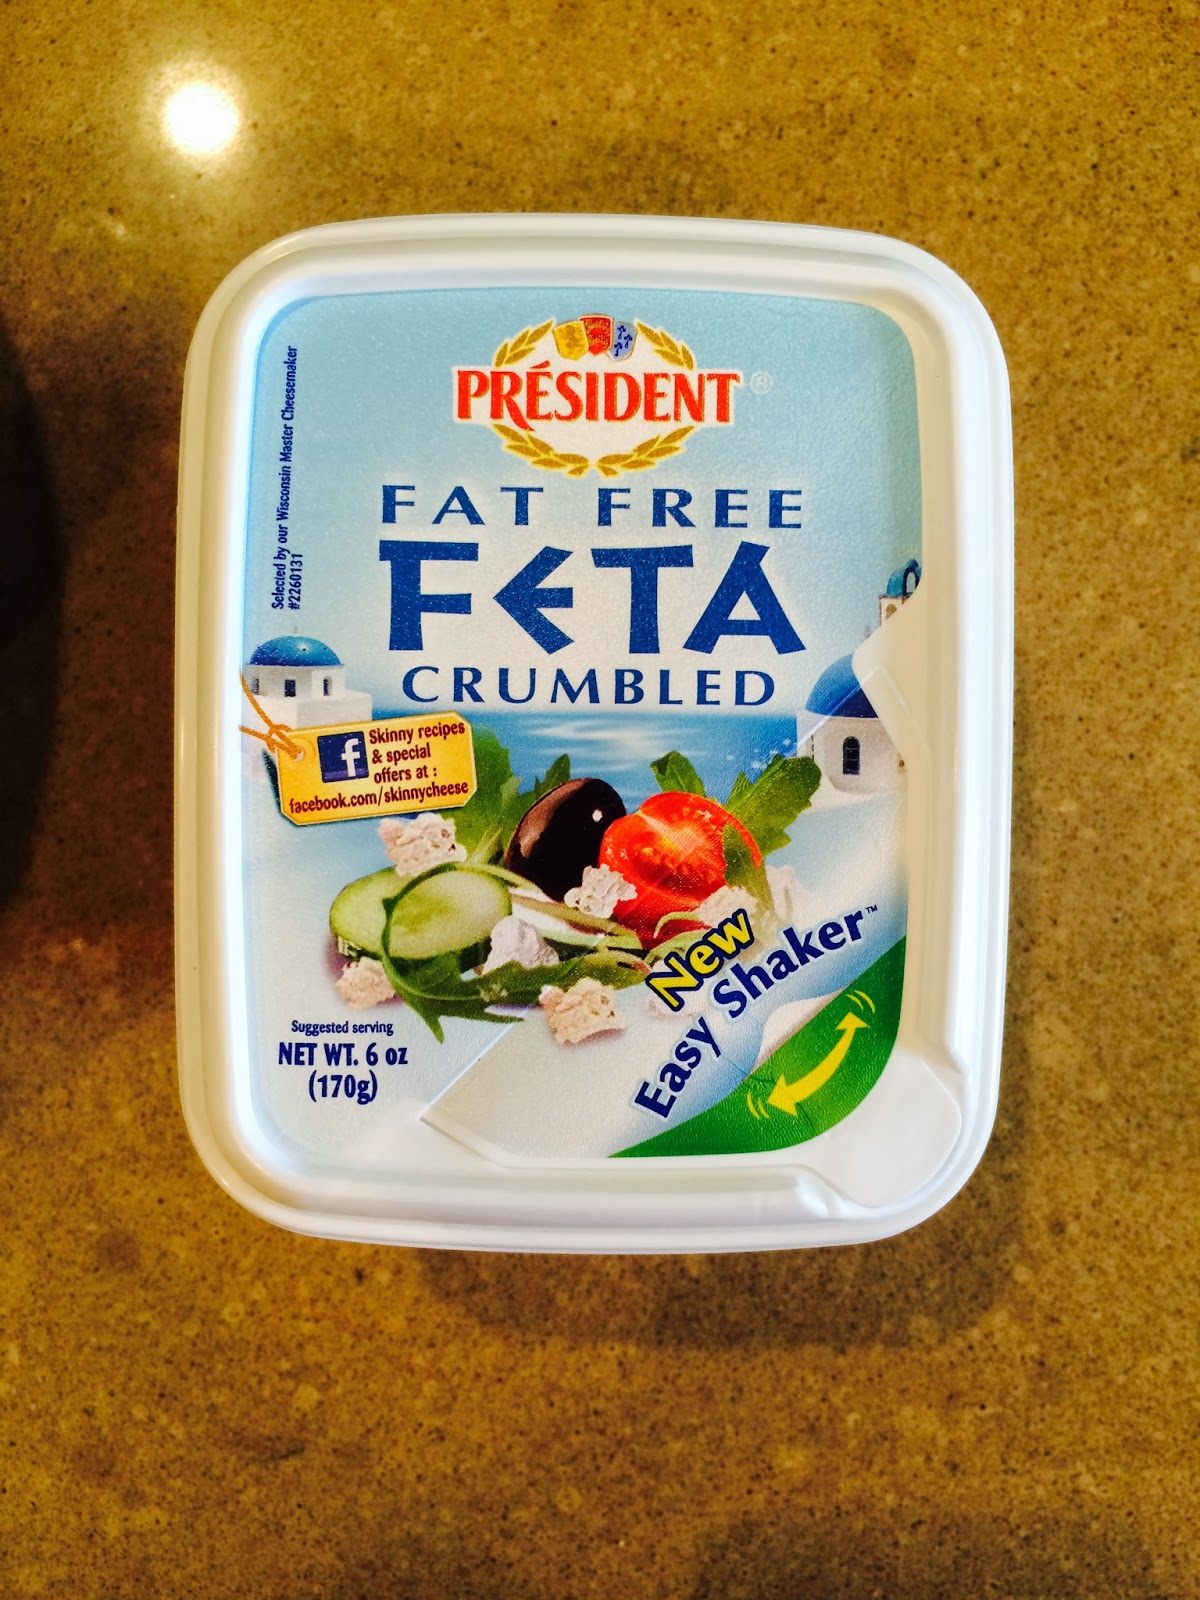 PRÉSIDENT®
FAT FREE
FETA
CRUMBLED
Selected by our Wisconsin Master Cheesemaker
#2260131
f
Skinny recipes
& special
offers at :
facebook.com/skinnycheese
New
Easy Shaker™
Suggested serving
NET WT. 6 oz
(170g)